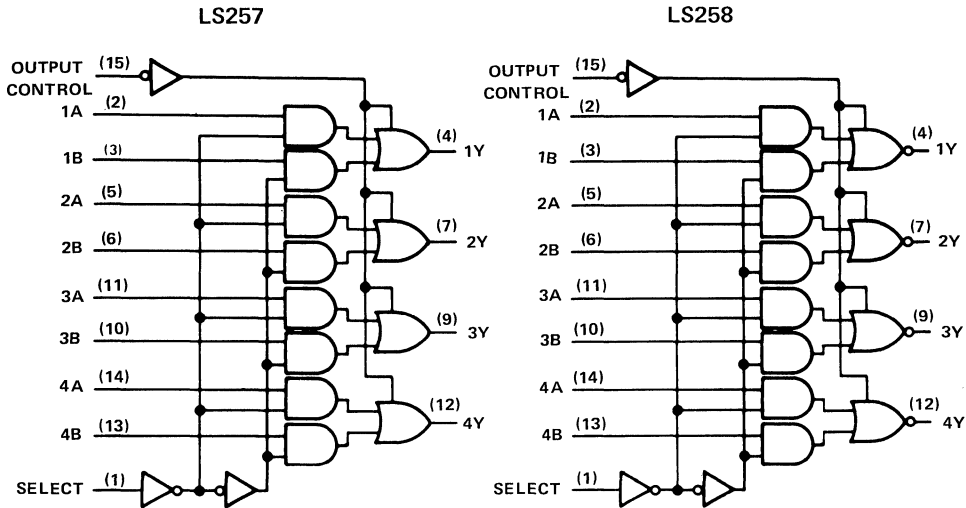 LS257
OUTPUT CONTROL (15)
1A (2)
1B (3)
2A (5)
2B (6)
3A (11)
3B (10)
4A (14)
4B (13)
SELECT (1)
(4) 1Y
(7) 2Y
(9) 3Y
(12) 4Y
LS258
OUTPUT CONTROL (15)
1A (2)
1B (3)
2A (5)
2B (6)
3A (11)
3B (10)
4A (14)
4B (13)
SELECT (1)
(4) 1Y
(7) 2Y
(9) 3Y
(12) 4Y